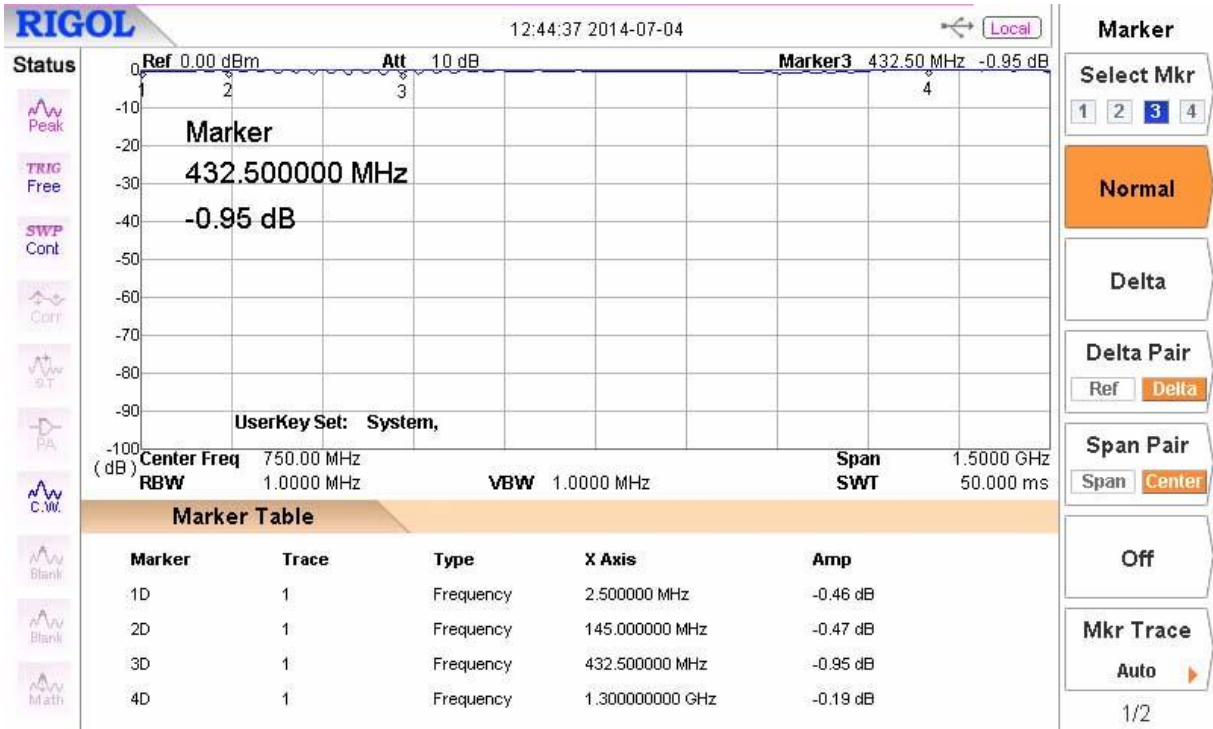 RIGOL 12:44:37 2014-07-04 Local
Status
Peak
TRIG
Free
SWP
Cont
Corr
S.T
PA
C.W.
Blank
Blank
Math
Ref 0.00 dBm Att 10 dB Marker3 432.50 MHz -0.95 dB
0
1 2 3 4
-10
Marker
-20
432.500000 MHz
-30
-0.95 dB
-40
-50
-60
-70
-80
-90
UserKey Set: System,
-100
(dB)
Center Freq 750.00 MHz Span 1.5000 GHz
RBW 1.0000 MHz VBW 1.0000 MHz SWT 50.000 ms
Marker Table
Marker Trace Type X Axis Amp
1D 1 Frequency 2.500000 MHz -0.46 dB
2D 1 Frequency 145.000000 MHz -0.47 dB
3D 1 Frequency 432.500000 MHz -0.95 dB
4D 1 Frequency 1.300000000 GHz -0.19 dB
Marker
Select Mkr
1 2 3 4
Normal
Delta
Delta Pair
Ref Delta
Span Pair
Span Center
Off
Mkr Trace
Auto
1/2